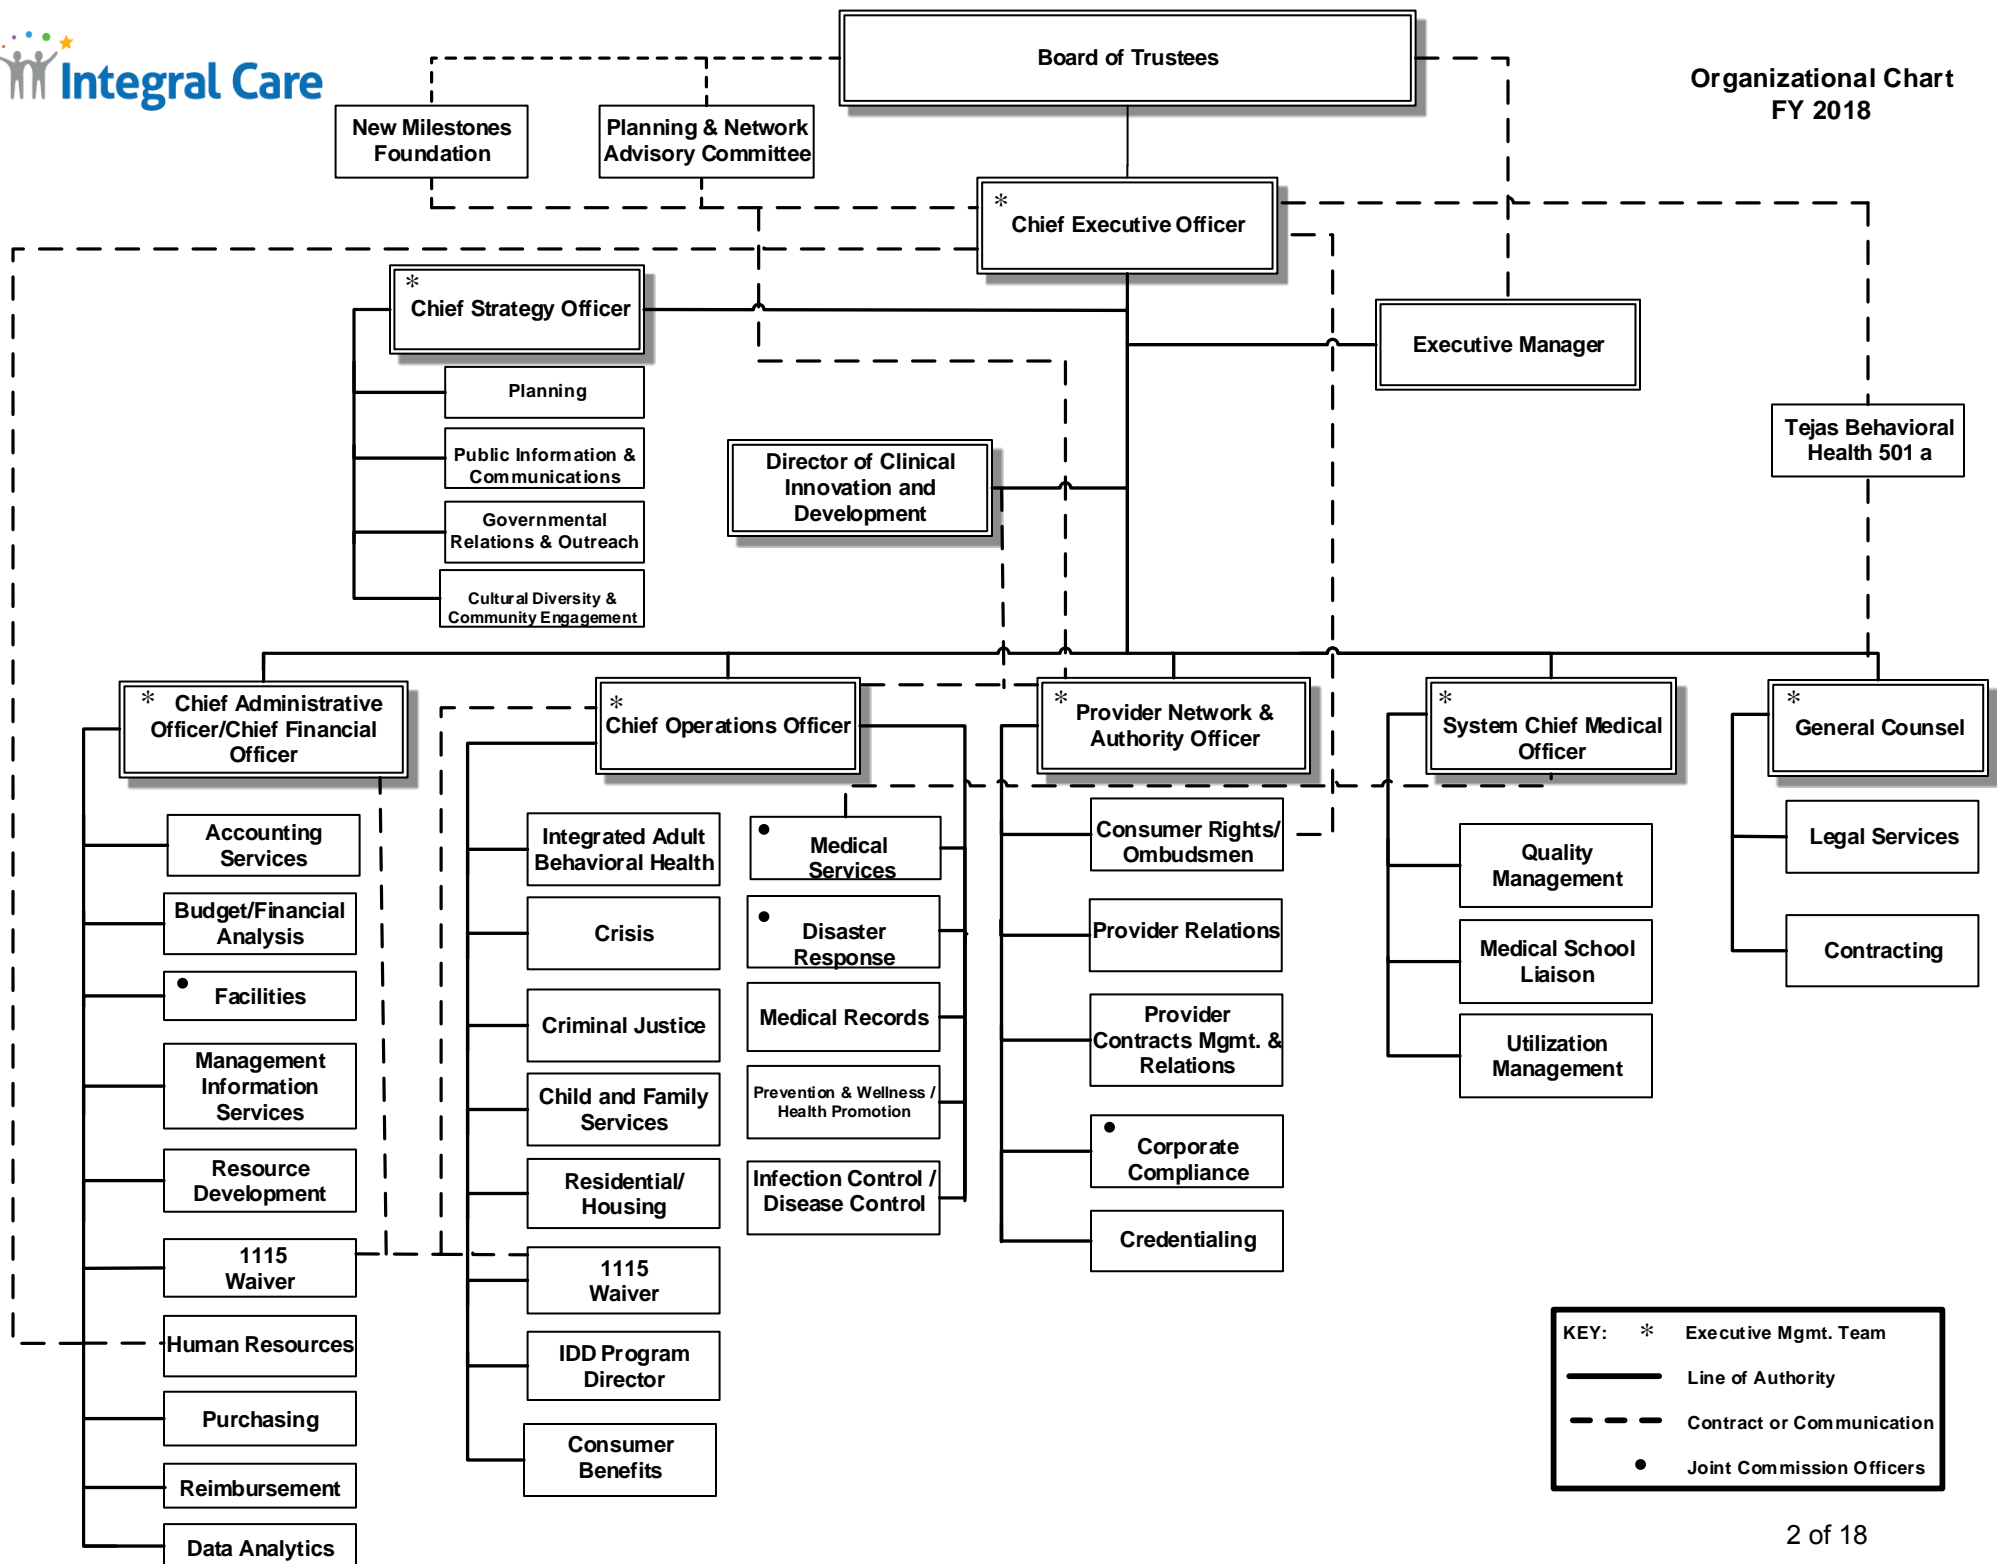 Integral Care
Board of Trustees
Organizational Chart
FY 2018
New Milestones
Foundation
Planning & Network
Advisory Committee
* Chief Executive Officer
* Chief Strategy Officer
Executive Manager
Planning
Public Information &
Communications
Governmental
Relations & Outreach
Cultural Diversity &
Community Engagement
Director of Clinical
Innovation and
Development
Tejas Behavioral
Health 501 a
* Chief Administrative
Officer/Chief Financial
Officer
* Chief Operations Officer
* Provider Network &
Authority Officer
* System Chief Medical
Officer
* General Counsel
Accounting
Services
Budget/Financial
Analysis
• Facilities
Management
Information
Services
Resource
Development
1115
Waiver
Human Resources
Purchasing
Reimbursement
Data Analytics
Integrated Adult
Behavioral Health
Crisis
Criminal Justice
Child and Family
Services
Residential/
Housing
1115
Waiver
IDD Program
Director
Consumer
Benefits
• Medical
Services
• Disaster
Response
Medical Records
Prevention & Wellness /
Health Promotion
Infection Control /
Disease Control
Consumer Rights/
Ombudsmen
Provider Relations
Provider
Contracts Mgmt. &
Relations
• Corporate
Compliance
Credentialing
Quality
Management
Medical School
Liaison
Utilization
Management
Legal Services
Contracting
KEY: * Executive Mgmt. Team
Line of Authority
Contract or Communication
• Joint Commission Officers
2 of 18